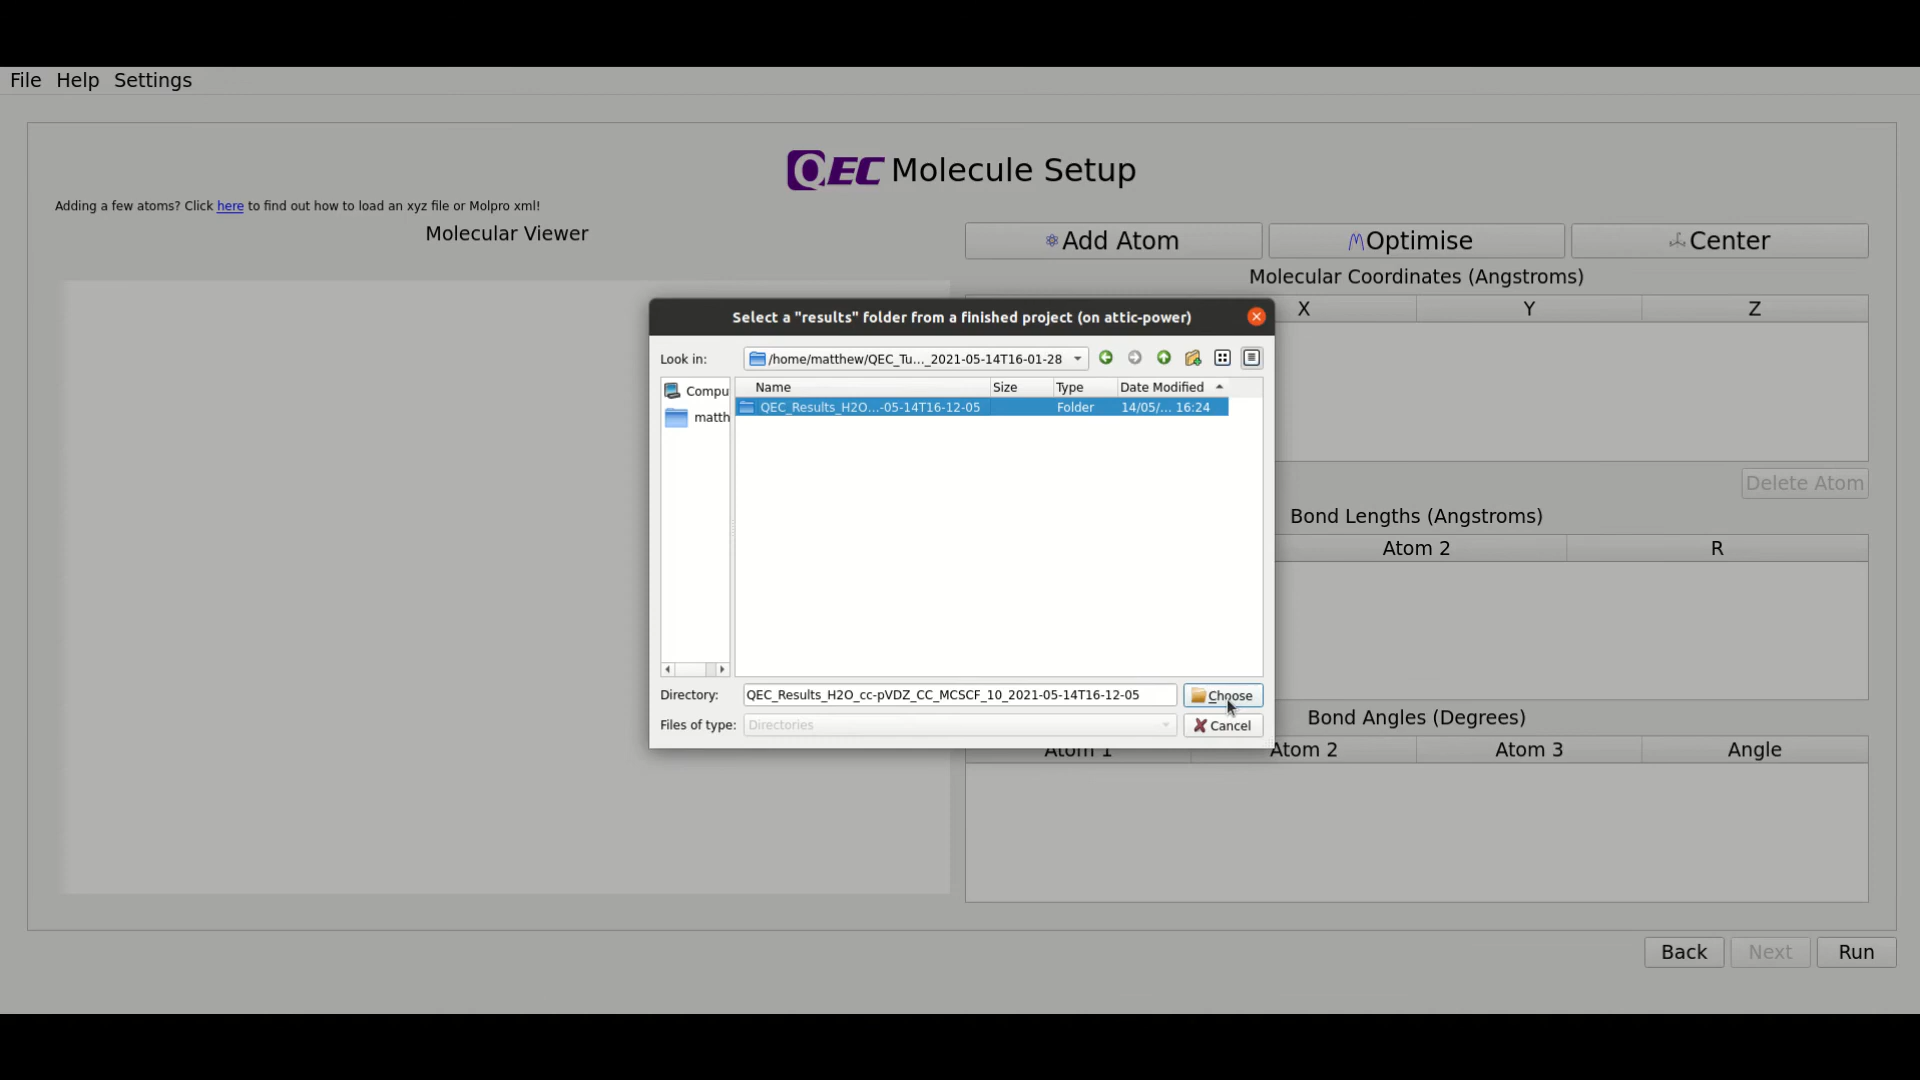 File Help Settings
QEC Molecule Setup
Adding a few atoms? Click here to find out how to load an xyz file or Molpro xml!
Molecular Viewer
Add Atom
Optimise
Center
Molecular Coordinates (Angstroms)
X Y Z
Select a "results" folder from a finished project (on attic-power)
Look in: /home/matthew/QEC_Tu..._2021-05-14T16-01-28
Compu
matth
Name Size Type Date Modified
QEC_Results_H2O...-05-14T16-12-05 Folder 14/05/... 16:24
Directory: QEC_Results_H2O_cc-pVDZ_CC_MCSCF_10_2021-05-14T16-12-05 Choose
Files of type: Directories Cancel
Delete Atom
Bond Lengths (Angstroms)
Atom 2 R
Bond Angles (Degrees)
Atom 1 Atom 2 Atom 3 Angle
Back Next Run